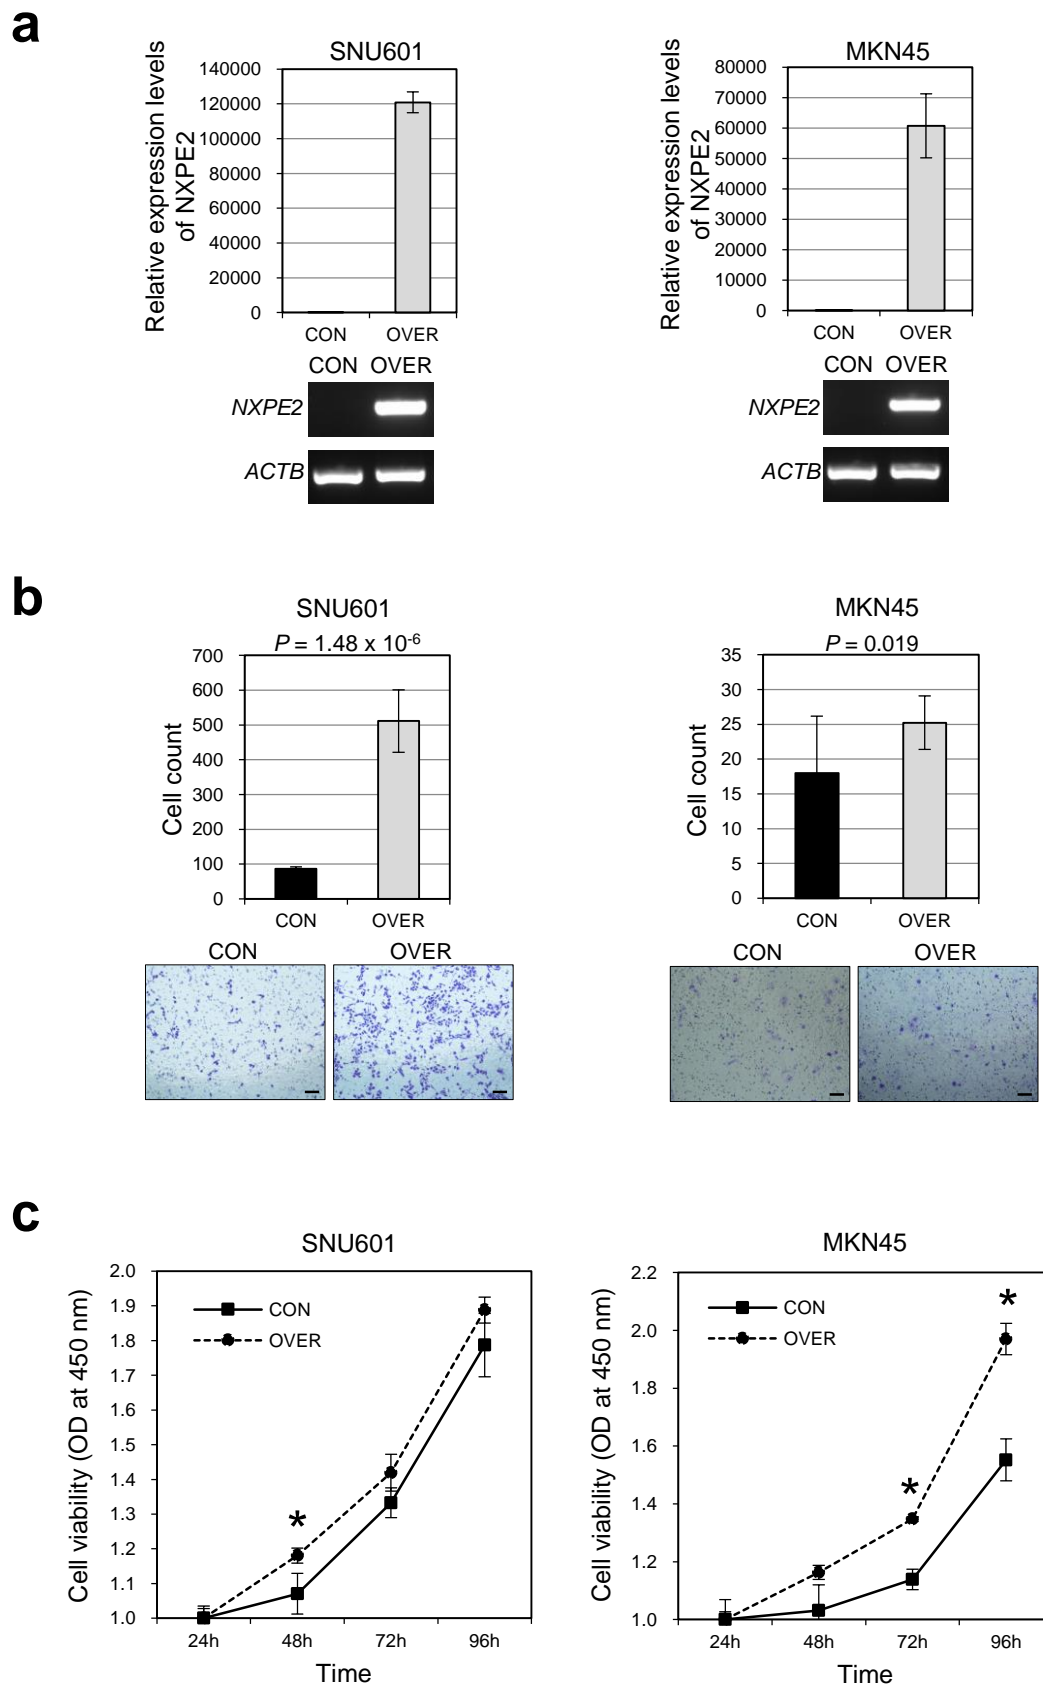 a
SNU601
Relative expression levels
of NXPE2
140000
120000
100000
80000
60000
40000
20000
0
CON OVER
CON OVER
NXPE2
ACTB
MKN45
Relative expression levels
of NXPE2
80000
70000
60000
50000
40000
30000
20000
10000
0
CON OVER
CON OVER
NXPE2
ACTB
b
SNU601
P = 1.48 x 10-6
Cell count
700
600
500
400
300
200
100
0
CON OVER
CON OVER
MKN45
P = 0.019
Cell count
35
30
25
20
15
10
5
0
CON OVER
CON OVER
c
SNU601
Cell viability (OD at 450 nm)
2.0
1.9
1.8
1.7
1.6
1.5
1.4
1.3
1.2
1.1
1.0
CON
OVER
*
24h 48h 72h 96h
Time
MKN45
Cell viability (OD at 450 nm)
2.2
2.0
1.8
1.6
1.4
1.2
1.0
CON
OVER
*
*
24h 48h 72h 96h
Time